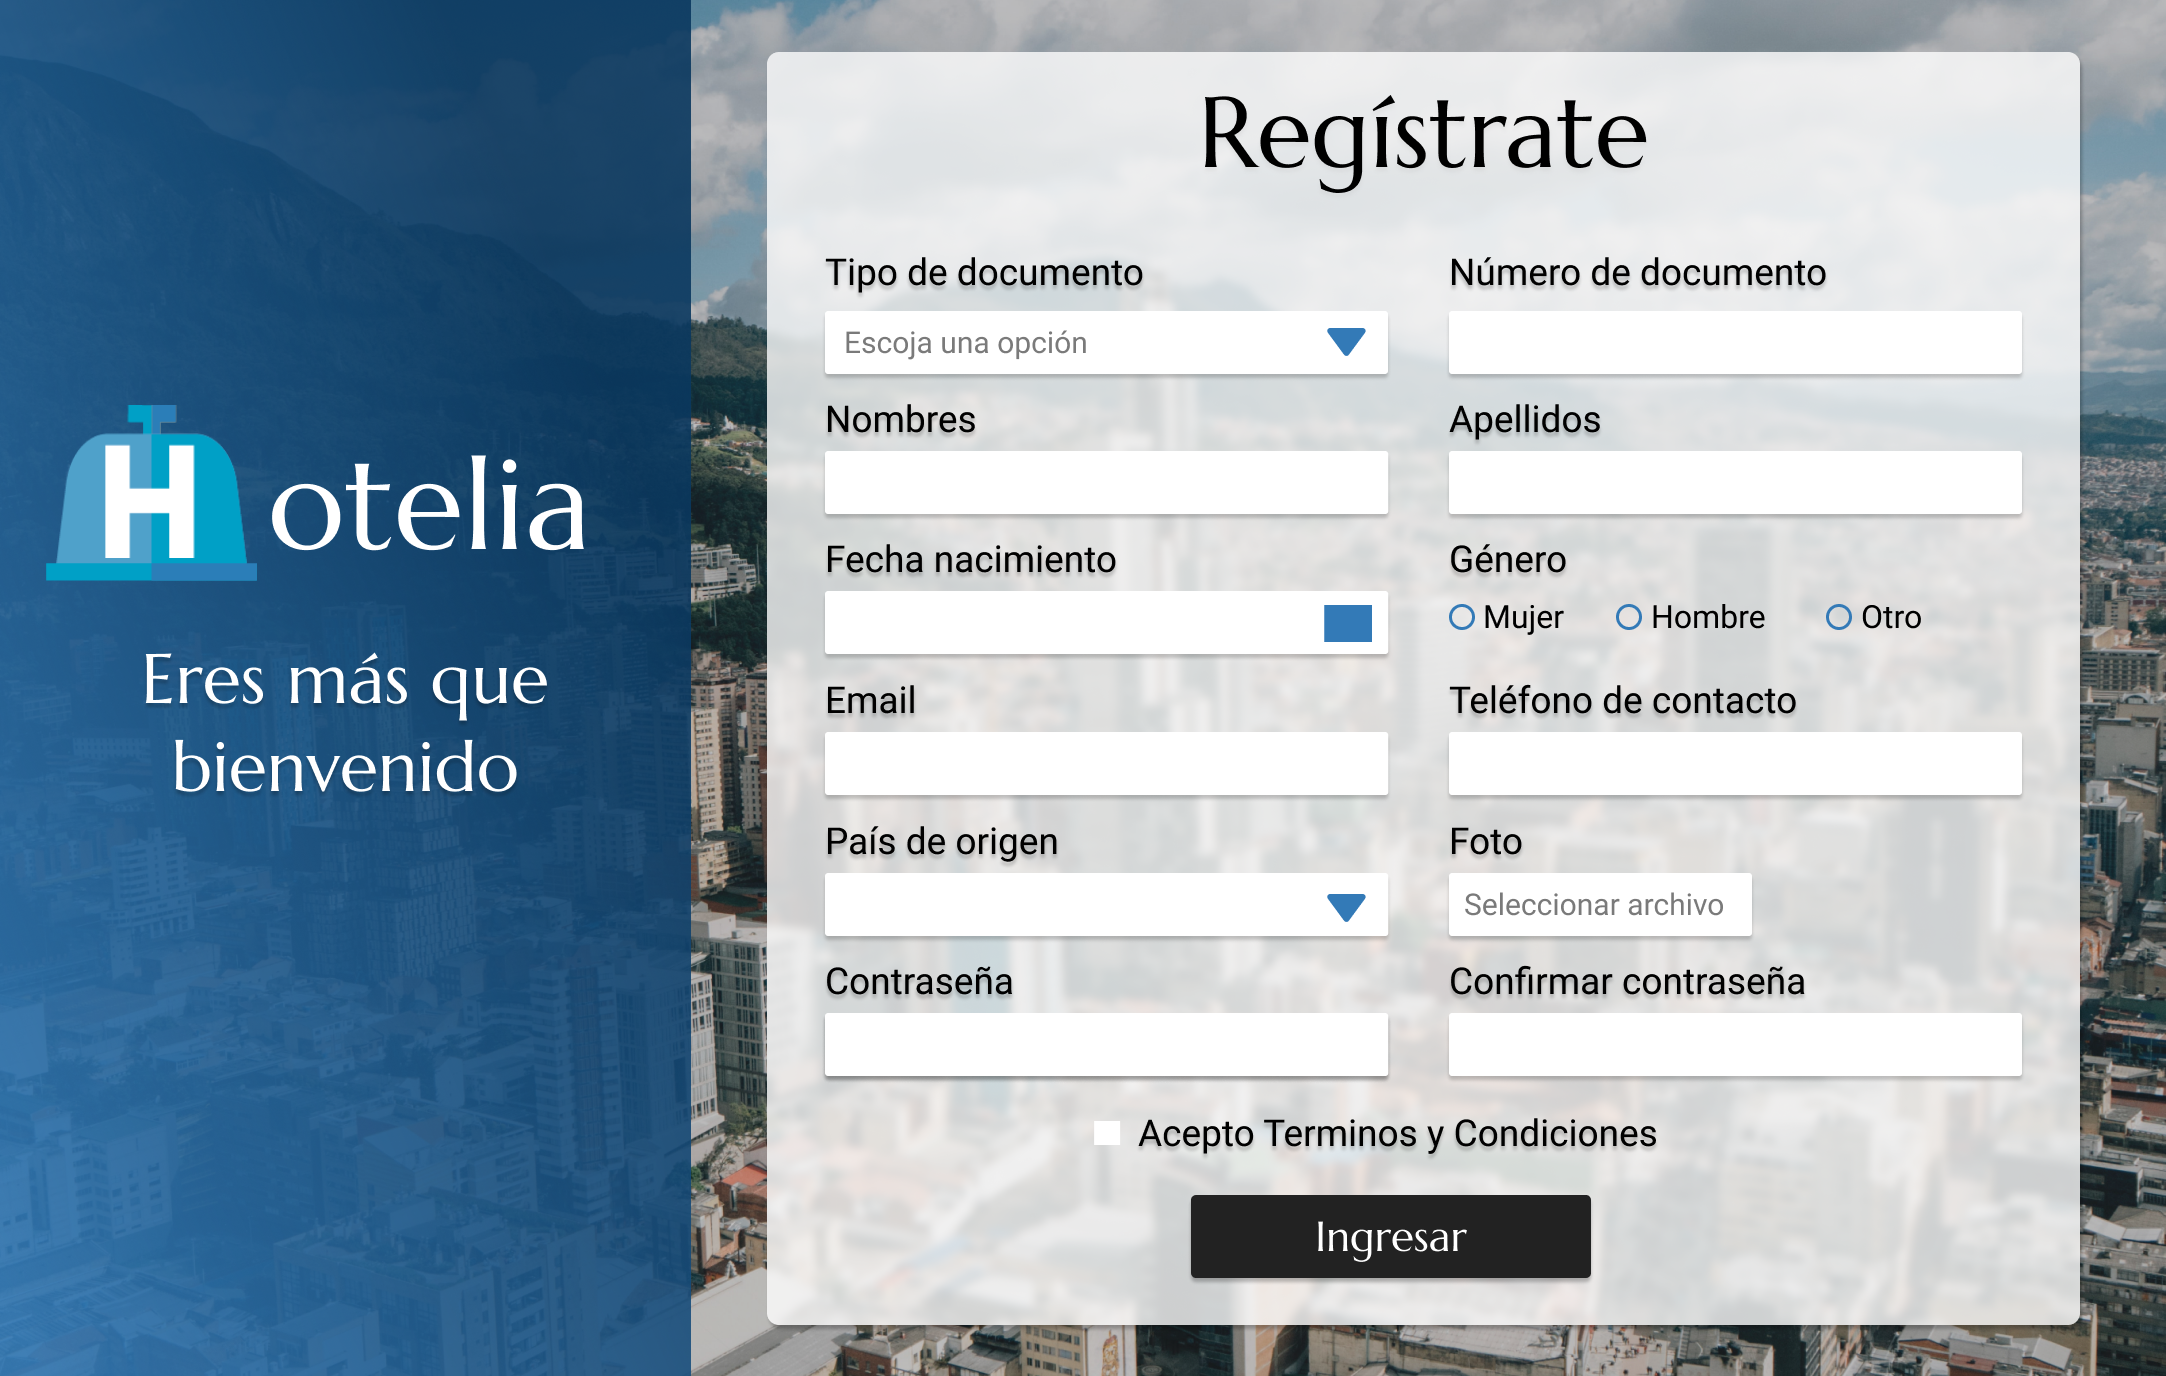 Hotelia
Eres más que
bienvenido
Regístrate
Tipo de documento
Número de documento
Escoja una opción
Nombres
Apellidos
Fecha nacimiento
Género
Mujer Hombre Otro
Email
Teléfono de contacto
País de origen
Foto
Seleccionar archivo
Contraseña
Confirmar contraseña
Acepto Terminos y Condiciones
Ingresar